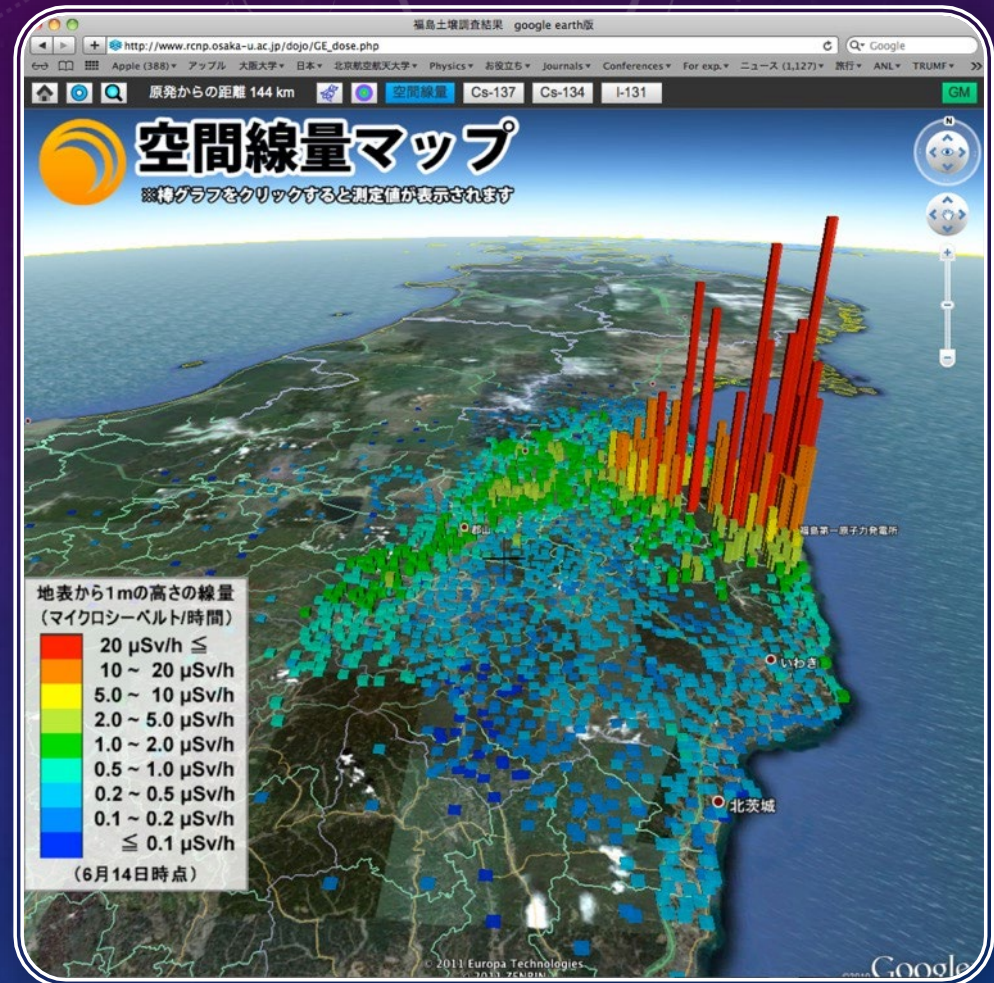 福島土壌調査結果 google earth版
http://www.rcnp.osaka-u.ac.jp/dojo/GE_dose.php
Google
Apple (388) アップル 大阪大学 日本 北京航空航天大学 Physics お役立ち Journals Conferences For exp. ニュース (1,127) 旅行 ANL TRIUMF
原発からの距離 144 km 空間線量 Cs-137 Cs-134 I-131 GM
空間線量マップ
※棒グラフをクリックすると測定値が表示されます
N
郡山
福島第一原子力発電所
いわき
北茨城
地表から1mの高さの線量
(マイクロシーベルト/時間)
20 μSv/h ≦
10 ~ 20 μSv/h
5.0 ~ 10 μSv/h
2.0 ~ 5.0 μSv/h
1.0 ~ 2.0 μSv/h
0.5 ~ 1.0 μSv/h
0.2 ~ 0.5 μSv/h
0.1 ~ 0.2 μSv/h
≦ 0.1 μSv/h
(6月14日時点)
© 2011 Europa Technologies
© 2011 ZENRIN
©2010 Google